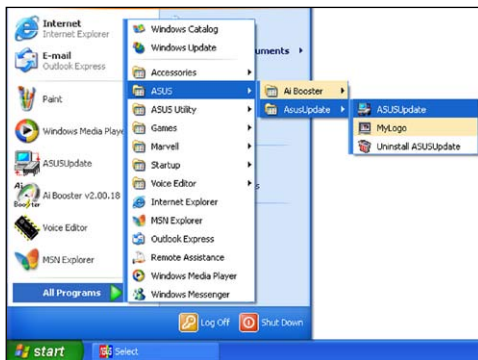 Internet
Internet Explorer
E-mail
Outlook Express
Paint
Windows Media Playe
ASUSUpdate
Ai Booster v2.00.18
Voice Editor
MSN Explorer
All Programs
Windows Catalog
Windows Update
Accessories
ASUS
ASUS Utility
Games
Marvell
Startup
Voice Editor
Internet Explorer
MSN Explorer
Outlook Express
Remote Assistance
Windows Media Player
Windows Messenger
uments
s
Ai Booster
AsusUpdate
ASUSUpdate
MyLogo
Uninstall ASUSUpdate
Log Off
Shut Down
start
Select